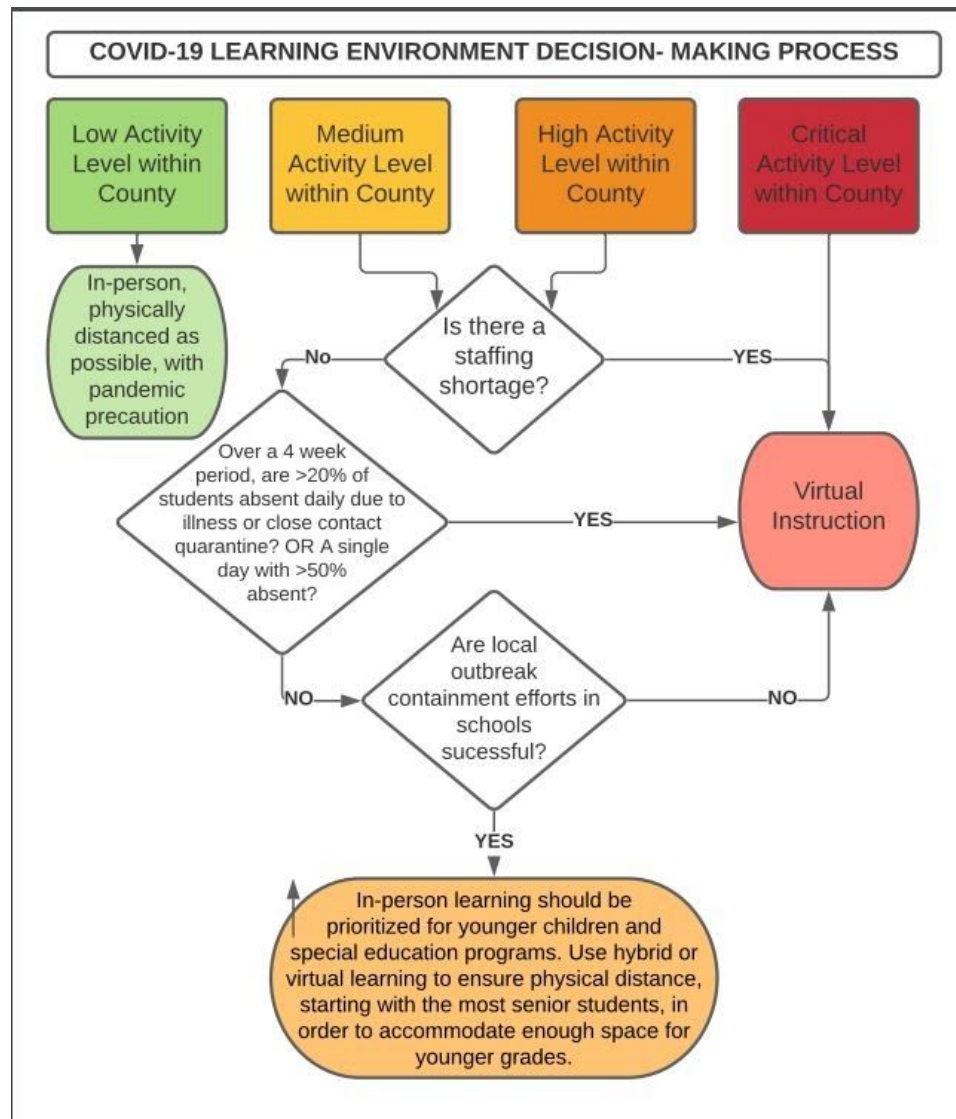 COVID-19 LEARNING ENVIRONMENT DECISION- MAKING PROCESS
Low Activity
Level within
County
Medium
Activity Level
within County
High Activity
Level within
County
Critical
Activity Level
within County
In-person,
physically
distanced as
possible, with
pandemic
precaution
Is there a
staffing
shortage?
No
YES
Over a 4 week
period, are >20% of
students absent daily due to
illness or close contact
quarantine? OR A single
day with >50%
absent?
YES
Virtual
Instruction
NO
Are local
outbreak
containment efforts in
schools
sucessful?
NO
YES
In-person learning should be
prioritized for younger children and
special education programs. Use hybrid or
virtual learning to ensure physical distance,
starting with the most senior students, in
order to accommodate enough space for
younger grades.